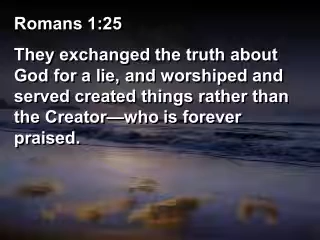 Romans 1:25
They exchanged the truth about
God for a lie, and worshiped and
served created things rather than
the Creator—who is forever
praised.